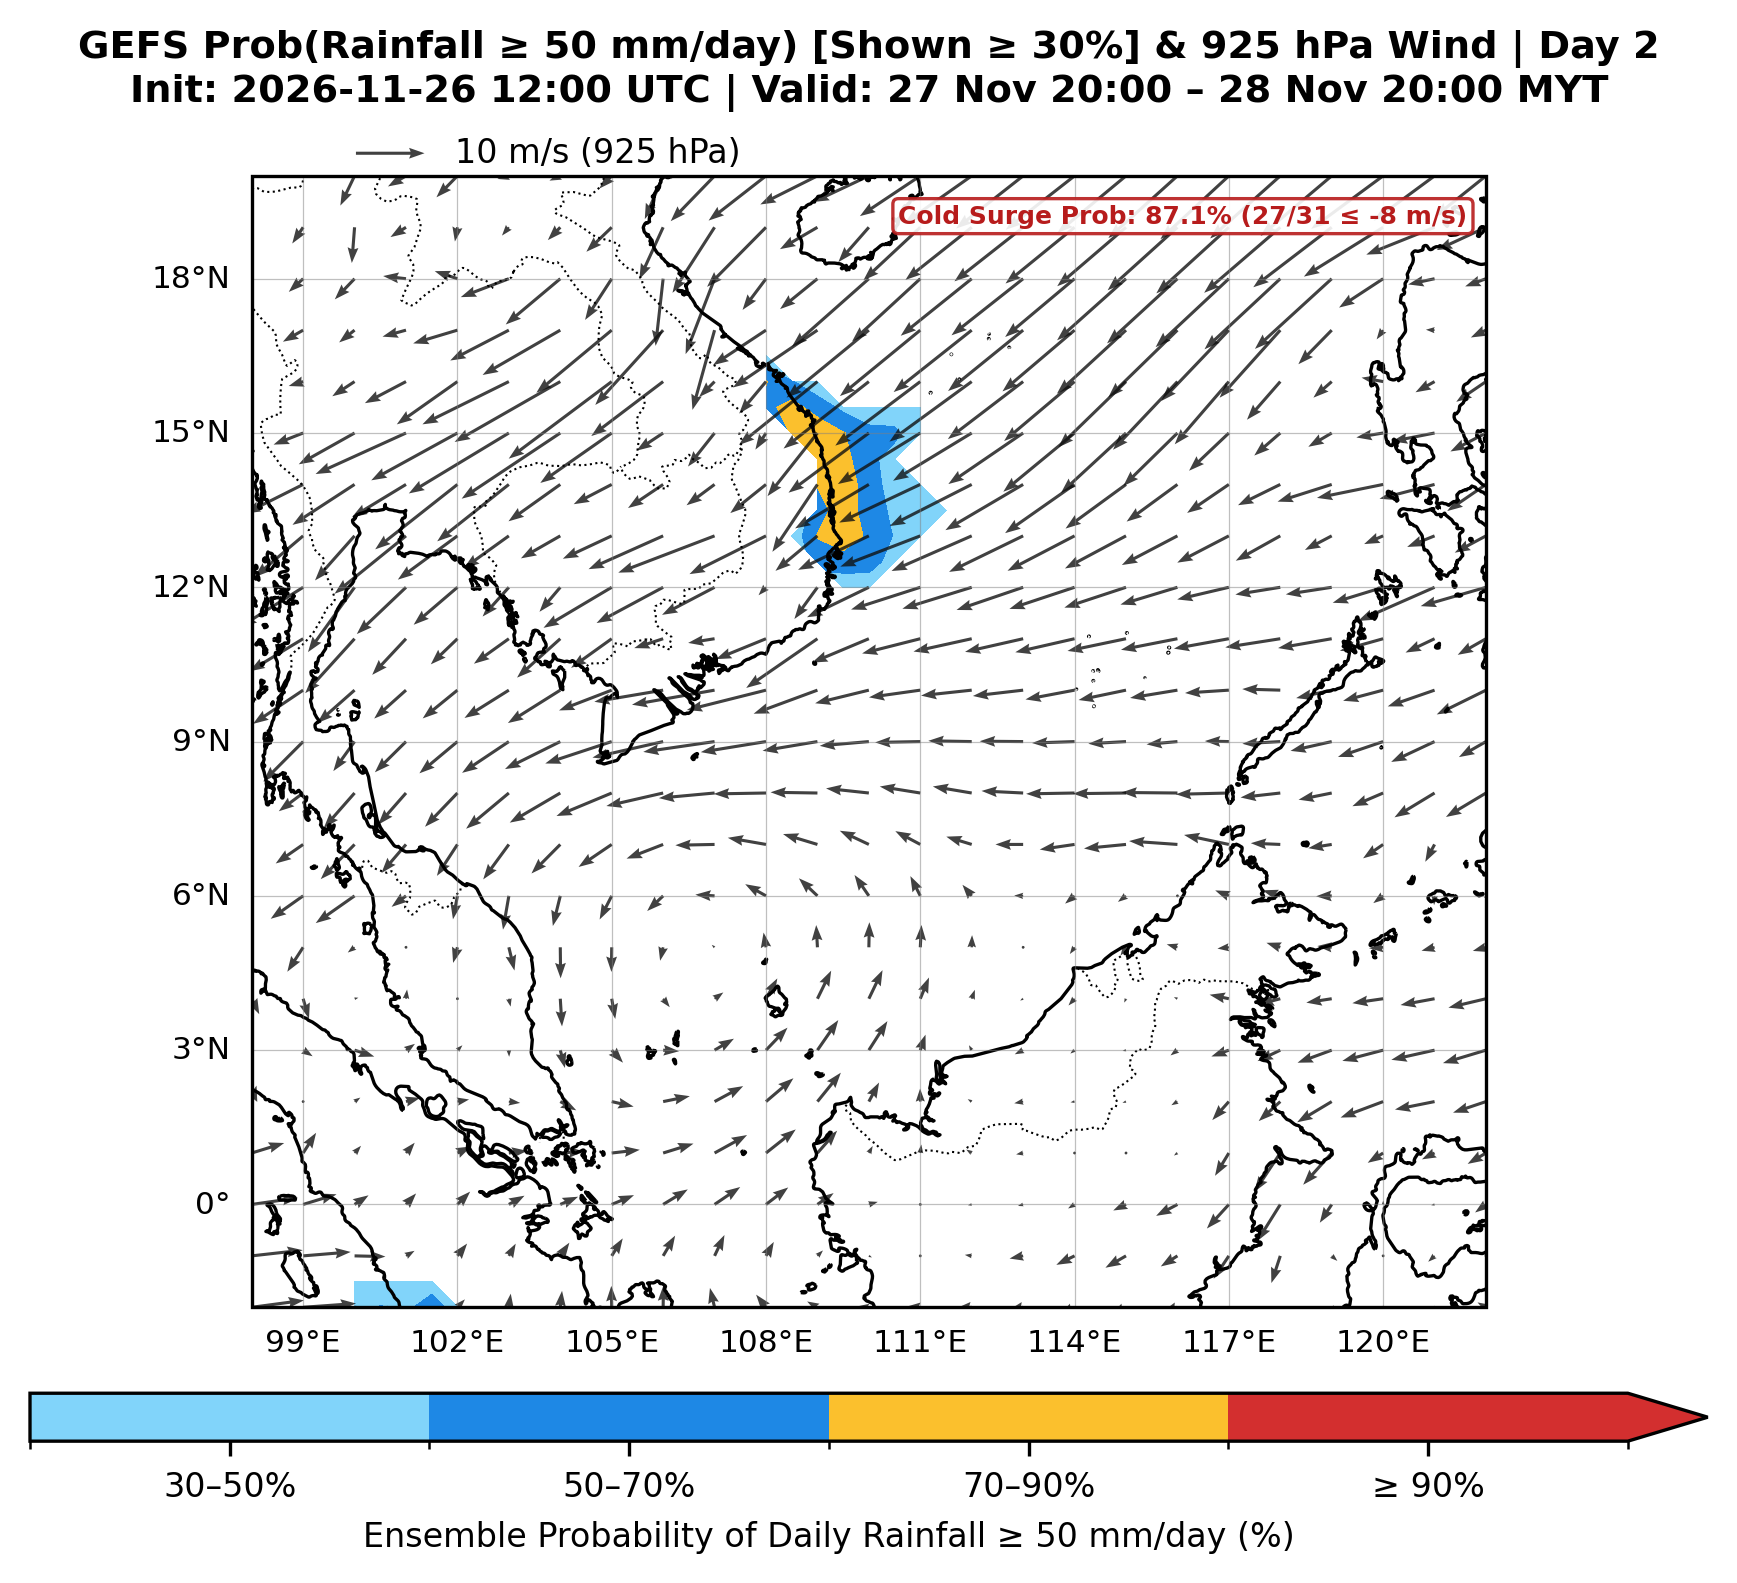 GEFS Prob(Rainfall ≥ 50 mm/day) [Shown ≥ 30%] & 925 hPa Wind | Day 2
Init: 2026-11-26 12:00 UTC | Valid: 27 Nov 20:00 – 28 Nov 20:00 MYT
10 m/s (925 hPa)
Cold Surge Prob: 87.1% (27/31 ≤ -8 m/s)
18°N
15°N
12°N
9°N
6°N
3°N
0°
99°E 102°E 105°E 108°E 111°E 114°E 117°E 120°E
30–50% 50–70% 70–90% ≥ 90%
Ensemble Probability of Daily Rainfall ≥ 50 mm/day (%)